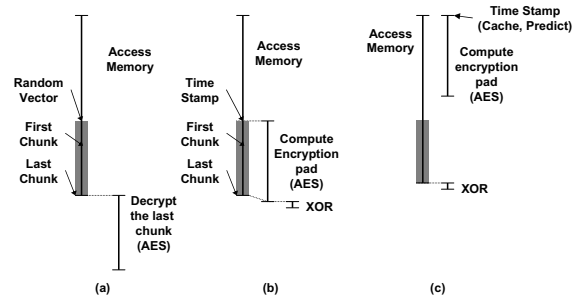 Access
Memory
Random
Vector
First
Chunk
Last
Chunk
Decrypt
the last
chunk
(AES)
(a)
Access
Memory
Time
Stamp
First
Chunk
Last
Chunk
Compute
Encryption
pad
(AES)
XOR
(b)
Time Stamp
(Cache, Predict)
Access
Memory
Compute
encryption
pad
(AES)
XOR
(c)